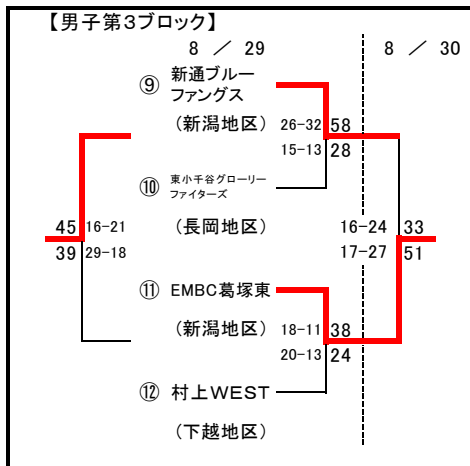 【男子第3ブロック】
8 ／ 29
8 ／ 30
⑨ 新通ブルーファングス
(新潟地区)
26-32 58
15-13 28
⑩ 東小千谷グローリーファイターズ
(長岡地区)
45 16-21
39 29-18
16-24 33
17-27 51
⑪ EMBC葛塚東
(新潟地区)
18-11 38
20-13 24
⑫ 村上WEST
(下越地区)